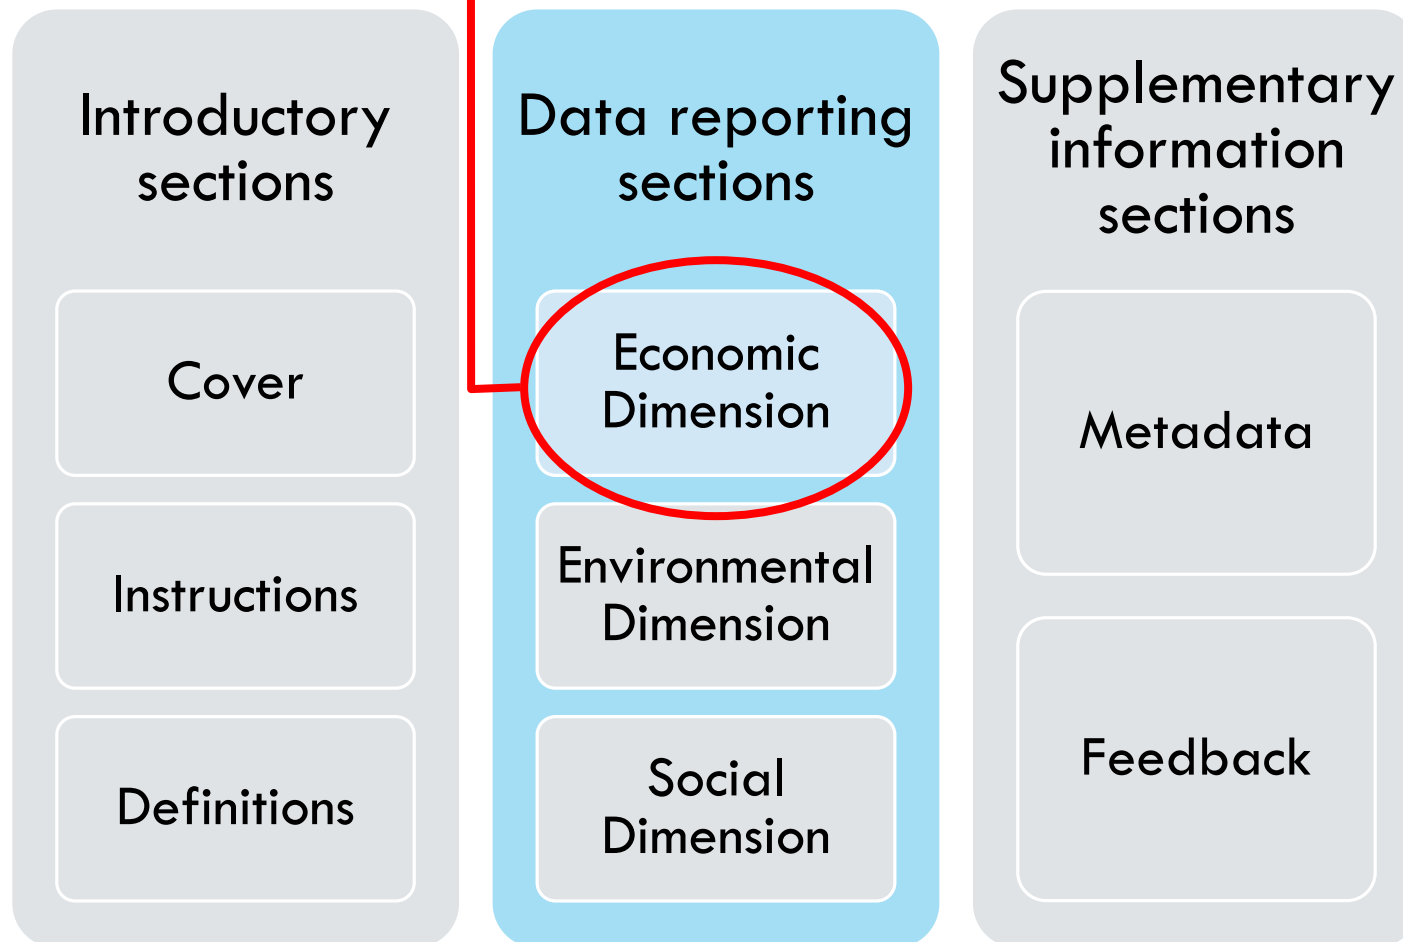 Introductory
sections
Cover
Instructions
Definitions
Data reporting
sections
Economic
Dimension
Environmental
Dimension
Social
Dimension
Supplementary
information
sections
Metadata
Feedback